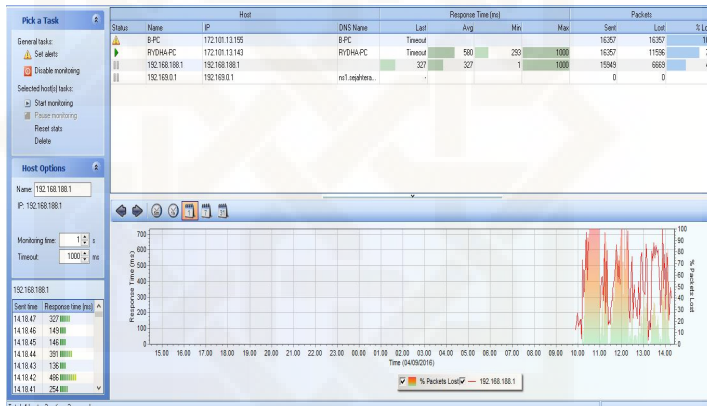 Pick a Task
General tasks:
Set alerts
Disable monitoring
Selected host(s) tasks:
Start monitoring
Pause monitoring
Reset stats
Delete
Host Options
Name: 192.168.188.1
IP: 192.168.188.1
Monitoring time: 1 s
Timeout: 1000 ms
192.168.188.1
Sent time Response time (ms)
14.18.47 327
14.18.46 149
14.18.45 146
14.18.44 391
14.18.43 136
14.18.42 486
14.18.41 254
Host Response Time (ms) Packets
Status Name IP DNS Name Last Avg Min Max Sent Lost % Lo
B-PC 172.101.13.155 B-PC Timeout 16357 16357
RYDHA-PC 172.101.13.143 RYDHA-PC Timeout 580 293 1000 16357 11596
192.168.188.1 192.168.188.1 327 327 1 1000 15949 6669
192.169.0.1 192.169.0.1 ns1.sejahtera... - 0 0
Response Time (ms)
700
600
500
400
300
200
100
0
15.00 16.00 17.00 18.00 19.00 20.00 21.00 22.00 23.00 00.00 01.00 02.00 03.00 04.00 05.00 06.00 07.00 08.00 09.00 10.00 11.00 12.00 13.00 14.00
Time (04/09/2016)
100
90
80
70
60
50
40
30
20
10
0
% Packets Lost
% Packets Lost 192.168.188.1